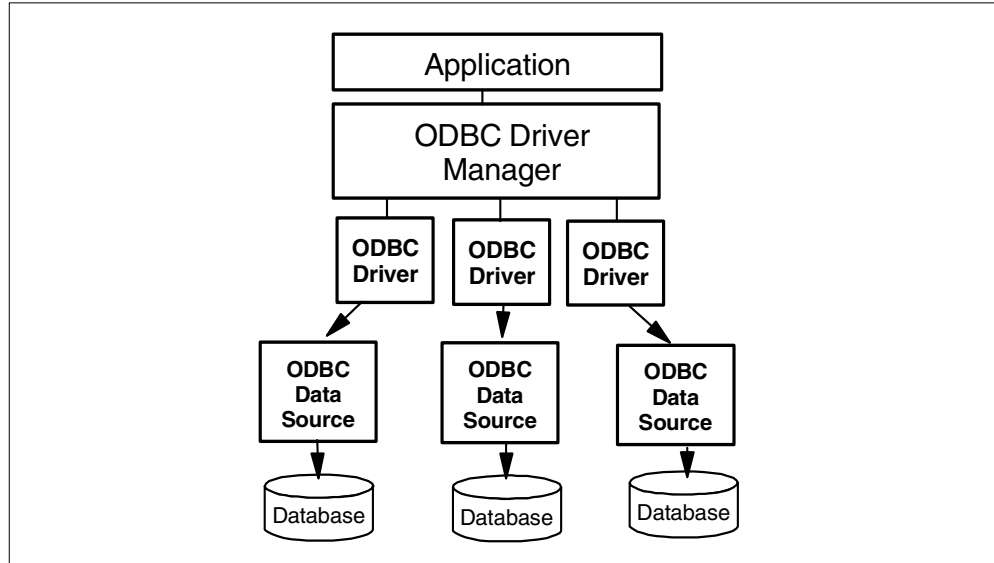 Application
ODBC Driver
Manager
ODBC
Driver
ODBC
Driver
ODBC
Driver
ODBC
Data
Source
ODBC
Data
Source
ODBC
Data
Source
Database
Database
Database